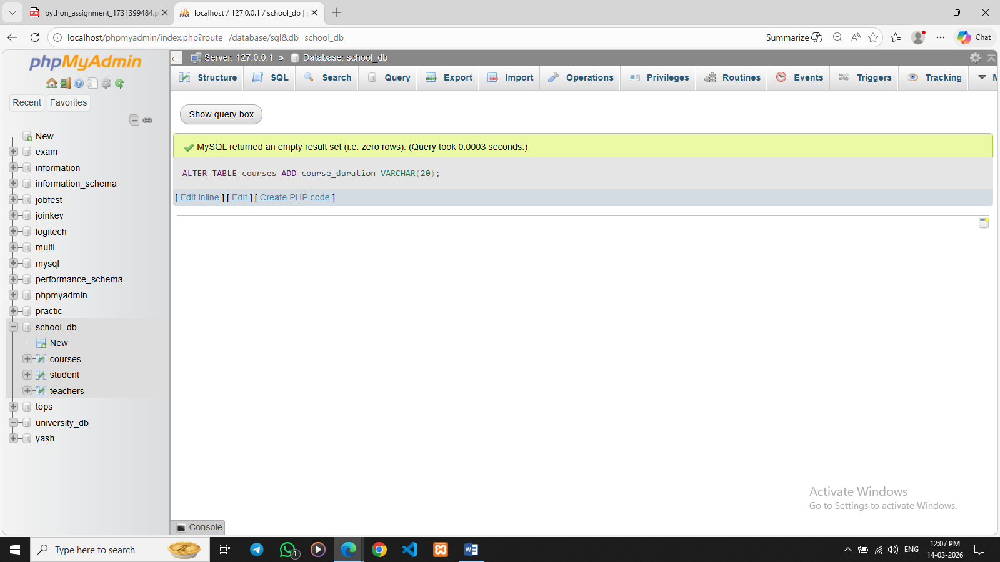 python_assignment_1731399484.p
localhost / 127.0.0.1 / school_db |
localhost/phpmyadmin/index.php?route=/database/sql&db=school_db
Summarize
Chat
phpMyAdmin
Recent
Favorites
New
exam
information
information_schema
jobfest
joinkey
logitech
multi
mysql
performance_schema
phpmyadmin
practic
school_db
New
courses
student
teachers
tops
university_db
yash
Server: 127.0.0.1 » Database: school_db
Structure
SQL
Search
Query
Export
Import
Operations
Privileges
Routines
Events
Triggers
Tracking
M
Show query box
MySQL returned an empty result set (i.e. zero rows). (Query took 0.0003 seconds.)
ALTER TABLE courses ADD course_duration VARCHAR(20);
[ Edit inline ] [ Edit ] [ Create PHP code ]
Activate Windows
Go to Settings to activate Windows.
Console
Type here to search
1
ENG
12:07 PM
14-03-2026